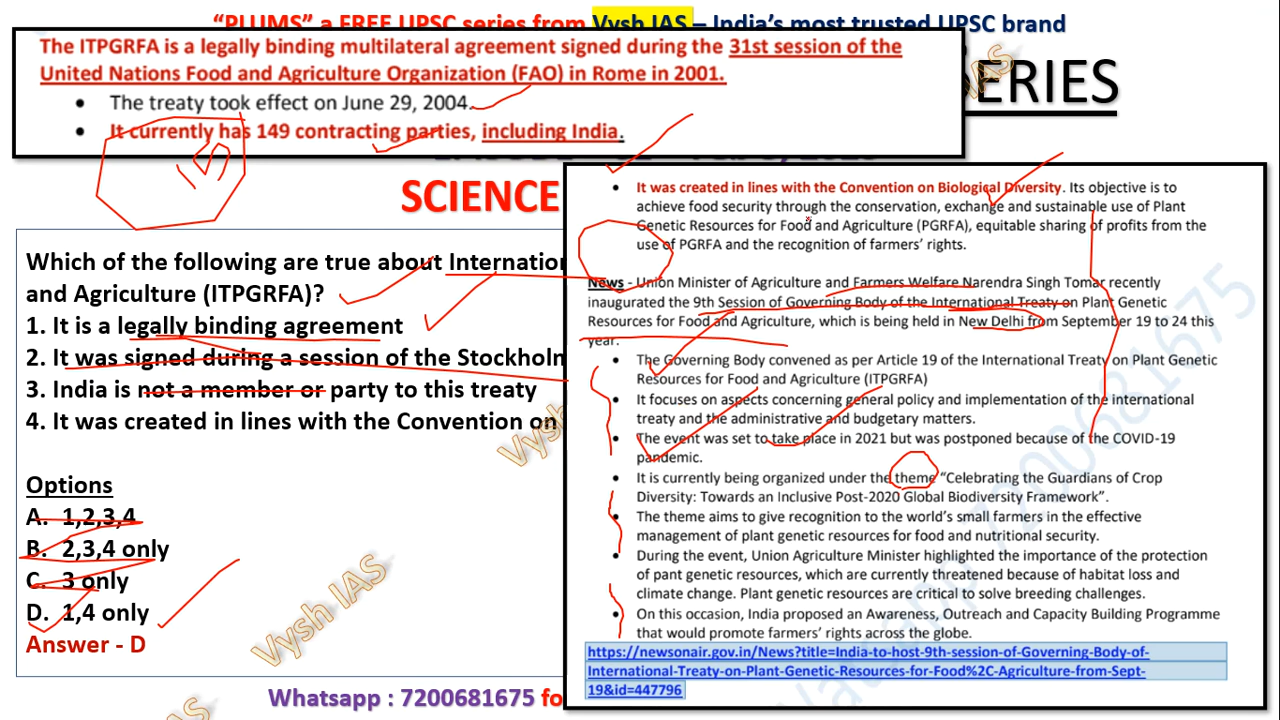 “PLUMS” a FREE UPSC series from Vysh IAS – India’s most trusted UPSC brand
The ITPGRFA is a legally binding multilateral agreement signed during the 31st session of the
United Nations Food and Agriculture Organization (FAO) in Rome in 2001.
• The treaty took effect on June 29, 2004.
• It currently has 149 contracting parties, including India.
15
SERIES
SCIENCE
Which of the following are true about Internation
and Agriculture (ITPGRFA)?
1. It is a legally binding agreement
2. It was signed during a session of the Stockholm
3. India is not a member or party to this treaty
4. It was created in lines with the Convention on
Options
A. 1,2,3,4
B. 2,3,4 only
C. 3 only
D. 1,4 only
Answer - D
• It was created in lines with the Convention on Biological Diversity. Its objective is to
achieve food security through the conservation, exchange and sustainable use of Plant
Genetic Resources for Food and Agriculture (PGRFA), equitable sharing of profits from the
use of PGRFA and the recognition of farmers’ rights.
News - Union Minister of Agriculture and Farmers Welfare Narendra Singh Tomar recently
inaugurated the 9th Session of Governing Body of the International Treaty on Plant Genetic
Resources for Food and Agriculture, which is being held in New Delhi from September 19 to 24 this
year.
• The Governing Body convened as per Article 19 of the International Treaty on Plant Genetic
Resources for Food and Agriculture (ITPGRFA)
• It focuses on aspects concerning general policy and implementation of the international
treaty and the administrative and budgetary matters.
• The event was set to take place in 2021 but was postponed because of the COVID-19
pandemic.
• It is currently being organized under the theme “Celebrating the Guardians of Crop
Diversity: Towards an Inclusive Post-2020 Global Biodiversity Framework”.
• The theme aims to give recognition to the world’s small farmers in the effective
management of plant genetic resources for food and nutritional security.
• During the event, Union Agriculture Minister highlighted the importance of the protection
of pant genetic resources, which are currently threatened because of habitat loss and
climate change. Plant genetic resources are critical to solve breeding challenges.
• On this occasion, India proposed an Awareness, Outreach and Capacity Building Programme
that would promote farmers’ rights across the globe.
https://newsonair.gov.in/News?title=India-to-host-9th-session-of-Governing-Body-of-
International-Treaty-on-Plant-Genetic-Resources-for-Food%2C-Agriculture-from-Sept-
19&id=447796
Whatsapp : 7200681675 fo
Vysh IAS
Vysh
IAS
IAS
Whatsapp 7200681675